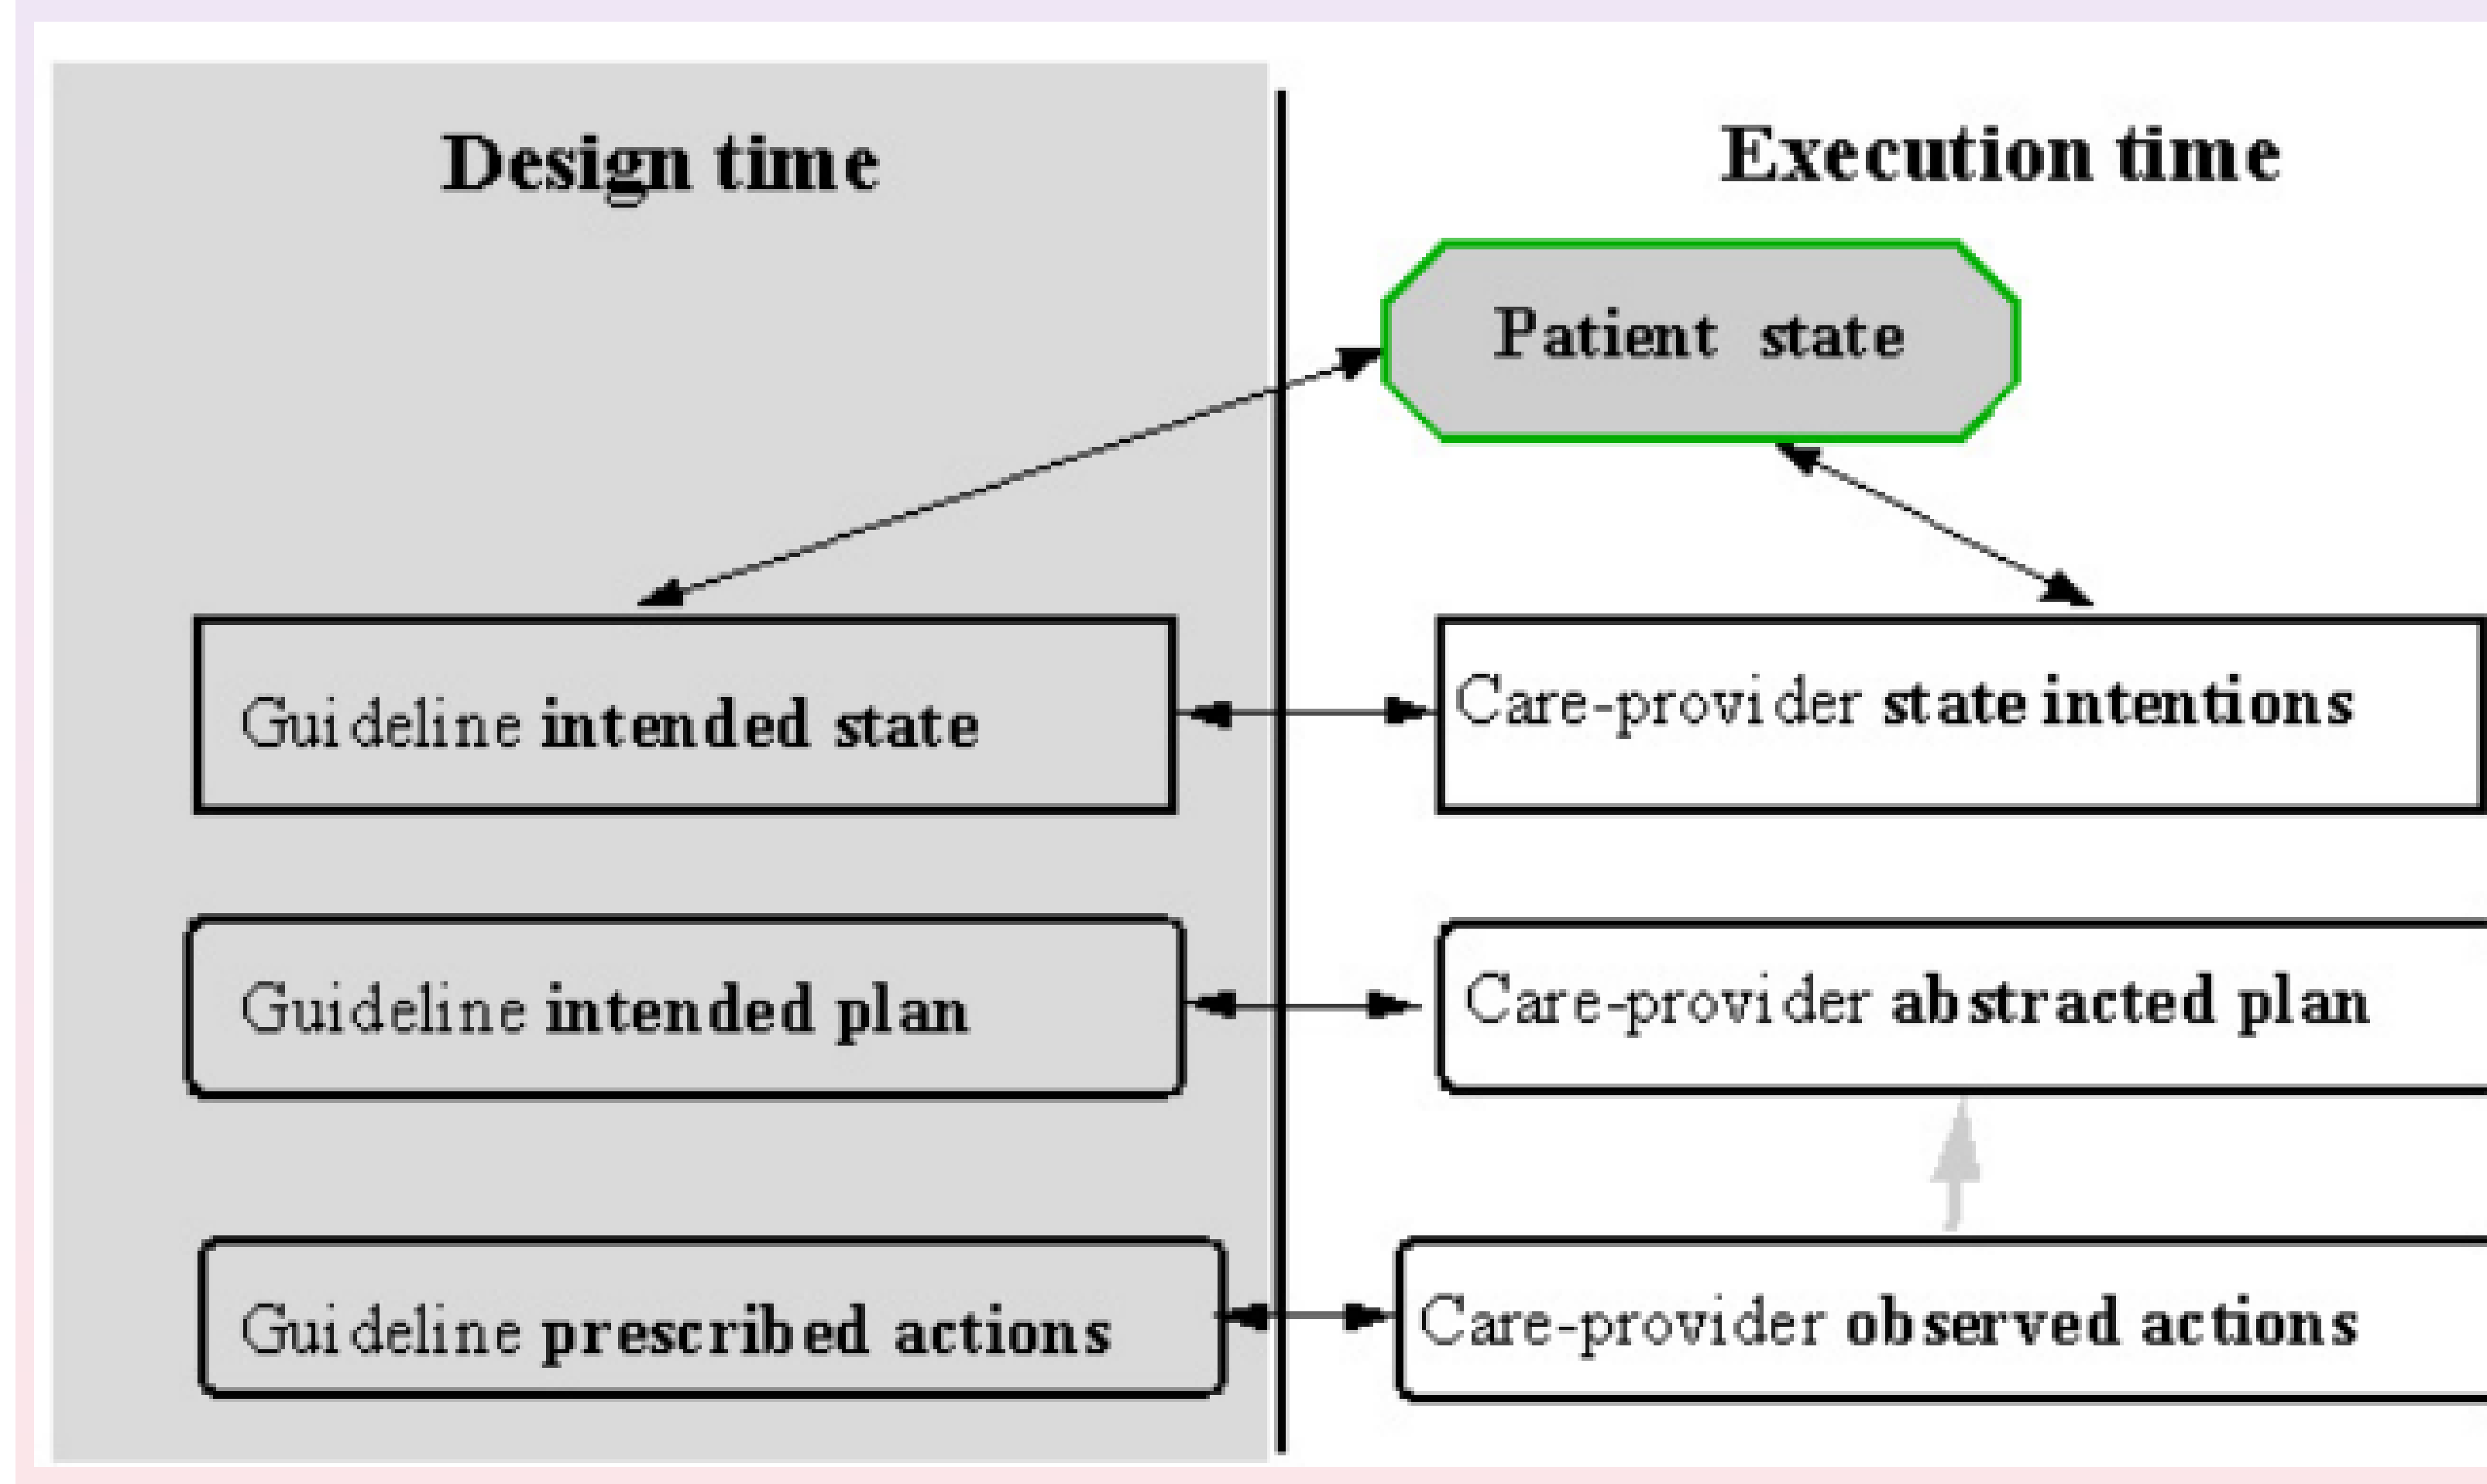 Design time
Execution time
Patient state
Guideline intended state
Care-provider state intentions
Guideline intended plan
Care-provider abstracted plan
Guideline prescribed actions
Care-provider observed actions